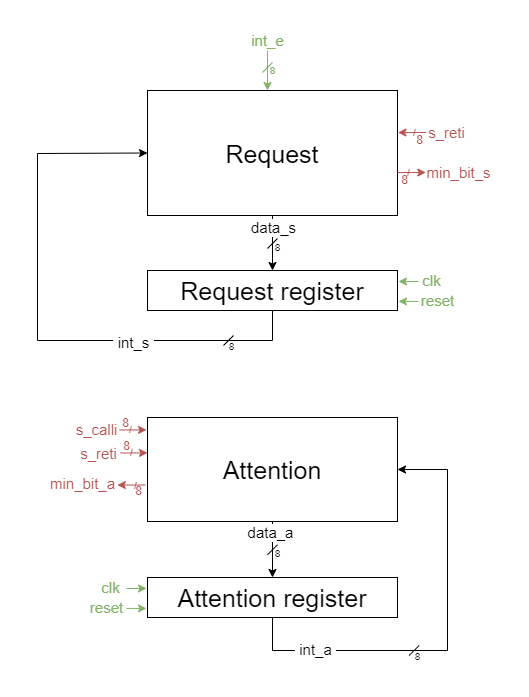 int_e
8
Request
8 s_reti
8 min_bit_s
data_s
8
Request register
clk
reset
int_s
8
s_calli 8
s_reti 8
min_bit_a 8
Attention
data_a
8
clk
reset
Attention register
int_a
8